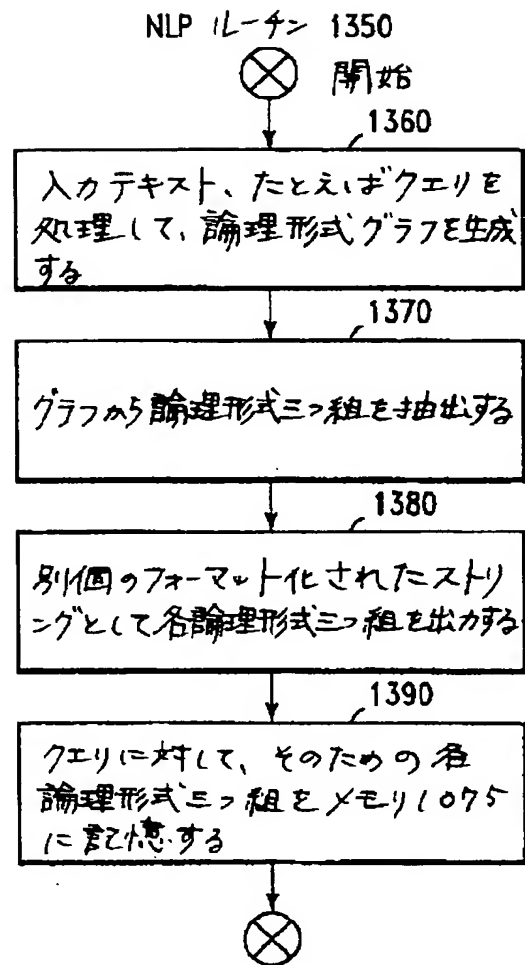 NLP ルーチン 1350
開始
1360
入力テキスト、たとえばクエリを
処理して、論理形式グラフを生成
する
1370
グラフから論理形式三つ組を抽出する
1380
別個のフォーマット化されたストリ
ングとして各論理形式三つ組を出力する
1390
クエリに対して、そのための各
論理形式三つ組をメモリ1075
に記憶する